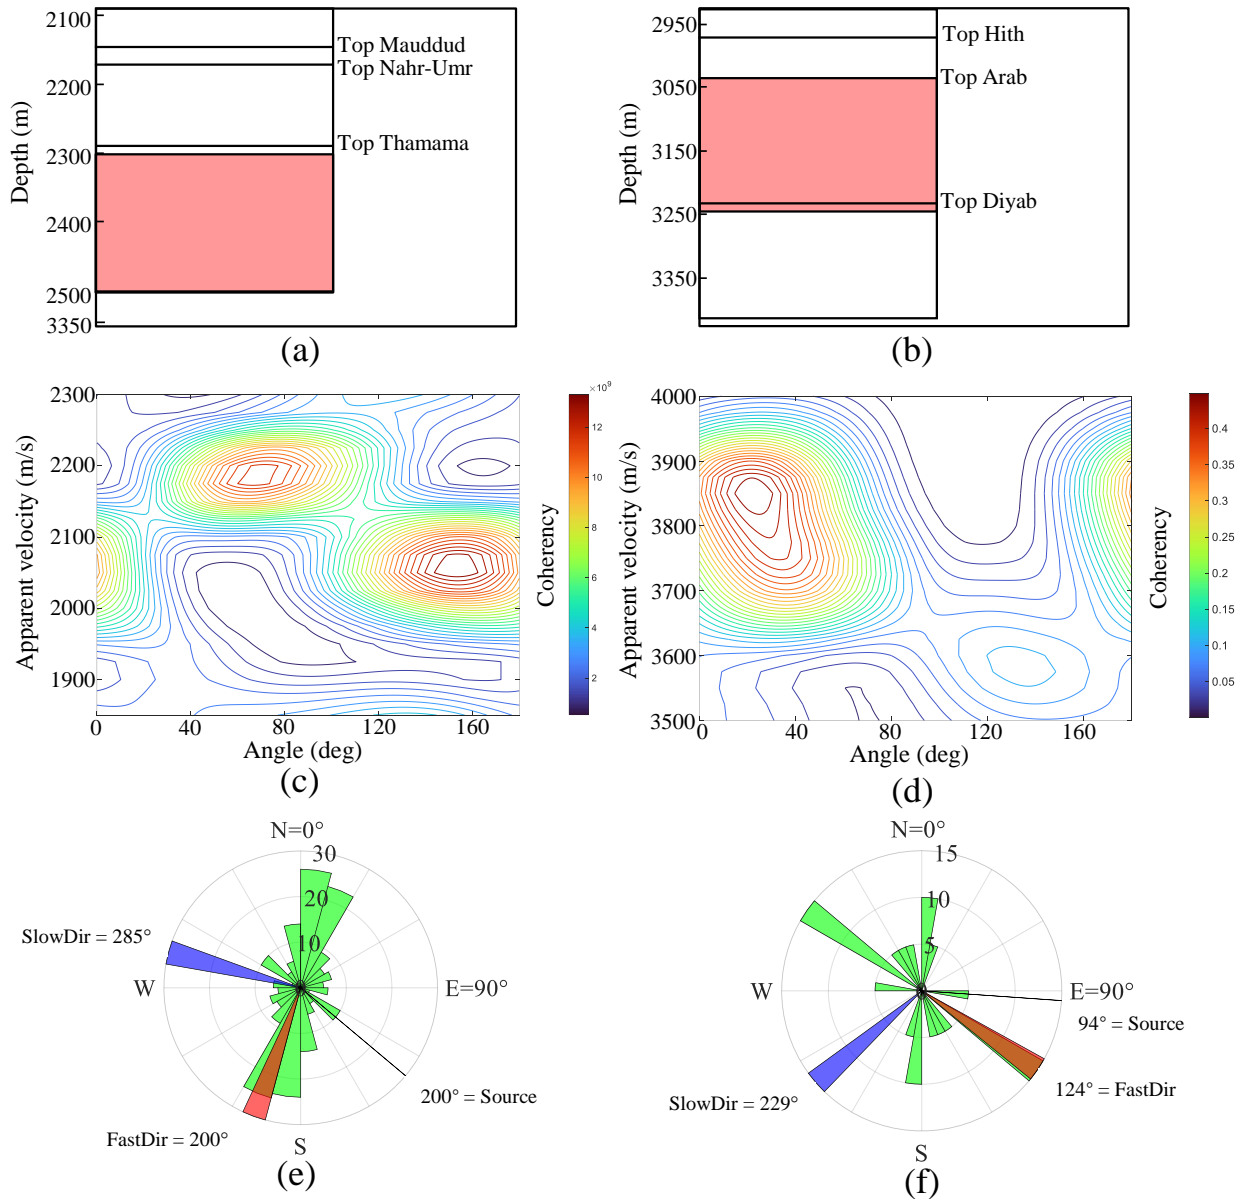 2100
2200
2300
2400
2500
3350
Depth (m)
Top Mauddud
Top Nahr-Umr
Top Thamama
(a)
2950
3050
3150
3250
3350
Depth (m)
Top Hith
Top Arab
Top Diyab
(b)
2300
2200
2100
2000
1900
Apparent velocity (m/s)
0
40
80
120
160
Angle (deg)
×10⁹
12
10
8
6
4
2
Coherency
(c)
4000
3900
3800
3700
3600
3500
Apparent velocity (m/s)
0
40
80
120
160
Angle (deg)
0.4
0.35
0.3
0.25
0.2
0.15
0.1
0.05
Coherency
(d)
N=0°
30
20
10
SlowDir = 285°
W
E=90°
200° = Source
FastDir = 200°
S
(e)
N=0°
15
10
5
W
E=90°
94° = Source
124° = FastDir
SlowDir = 229°
S
(f)